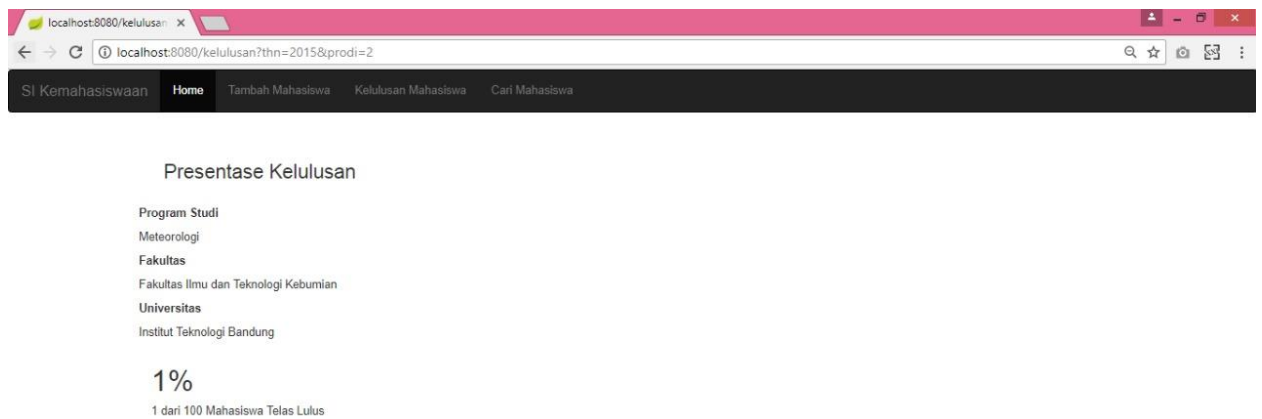 localhost:8080/kelulusan
localhost:8080/kelulusan?thn=2015&prodi=2
SI Kemahasiswaan Home Tambah Mahasiswa Kelulusan Mahasiswa Cari Mahasiswa
Presentase Kelulusan
Program Studi
Meteorologi
Fakultas
Fakultas Ilmu dan Teknologi Kebumian
Universitas
Institut Teknologi Bandung
1%
1 dari 100 Mahasiswa Telas Lulus